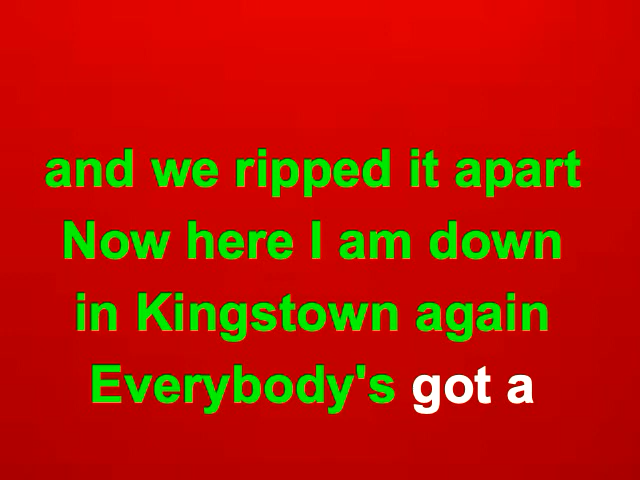 and we ripped it apart
Now here I am down
in Kingstown again
Everybody's got a